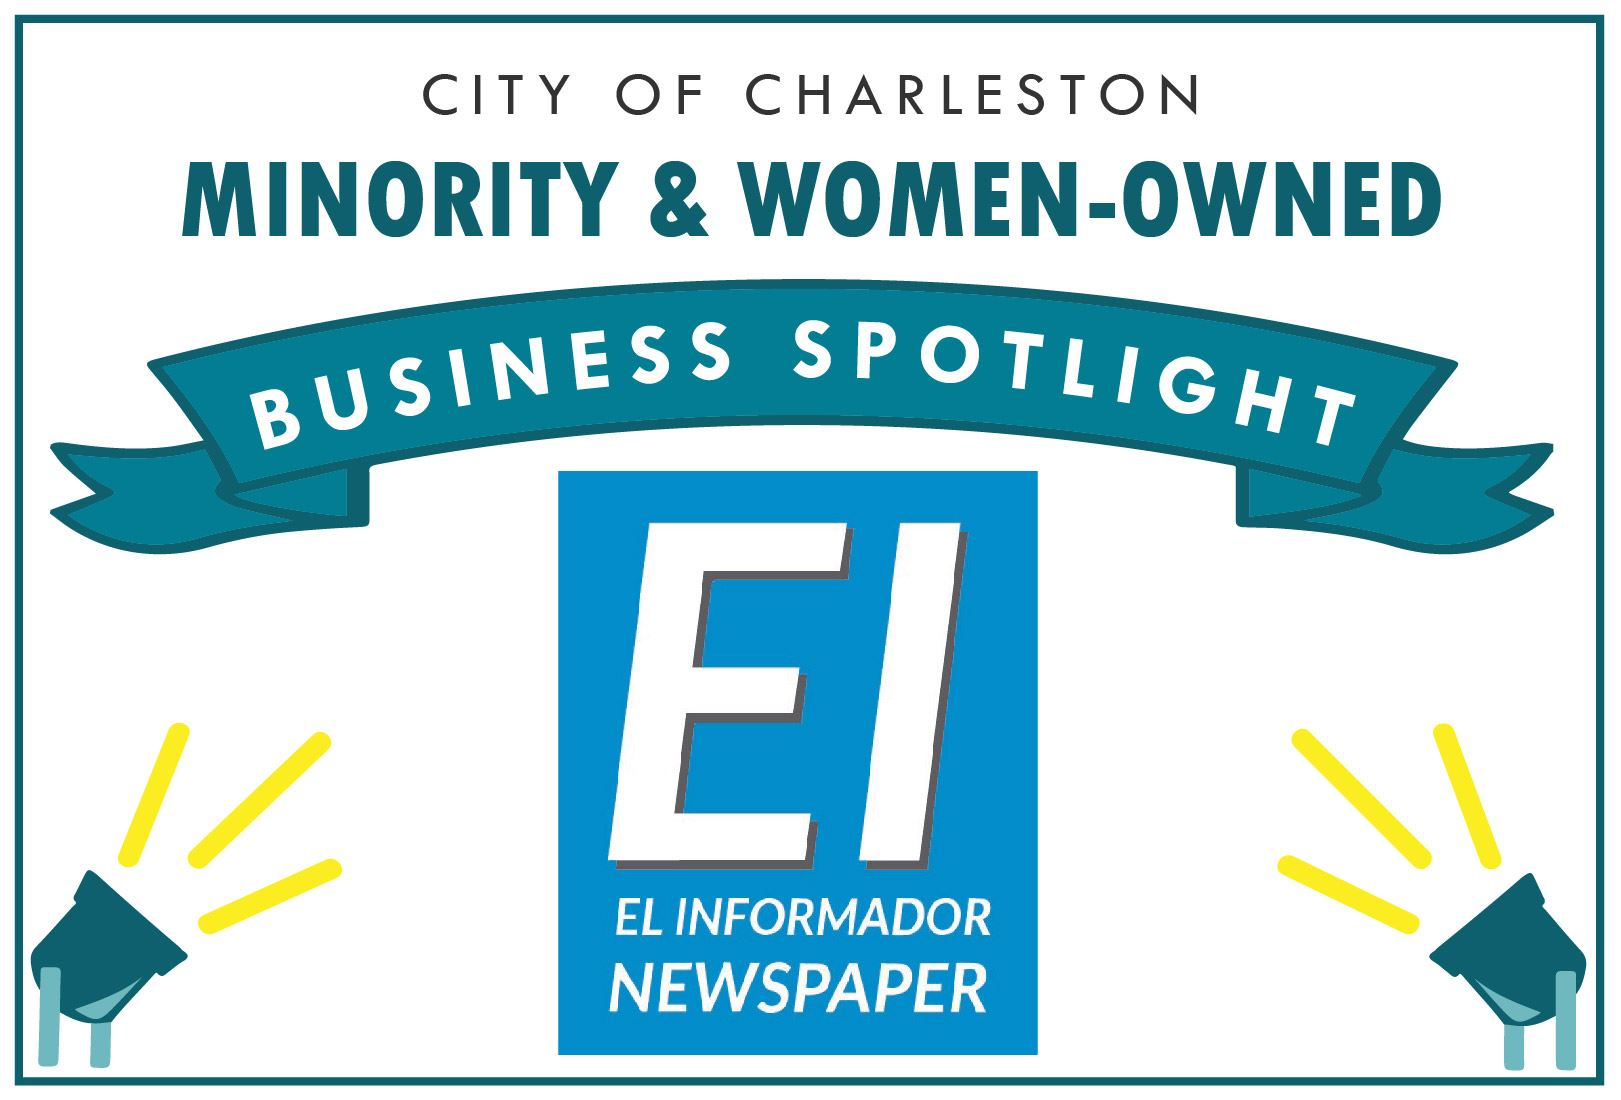 CITY OF CHARLESTON
MINORITY & WOMEN-OWNED
BUSINESS SPOTLIGHT
EI
EL INFORMADOR
NEWSPAPER